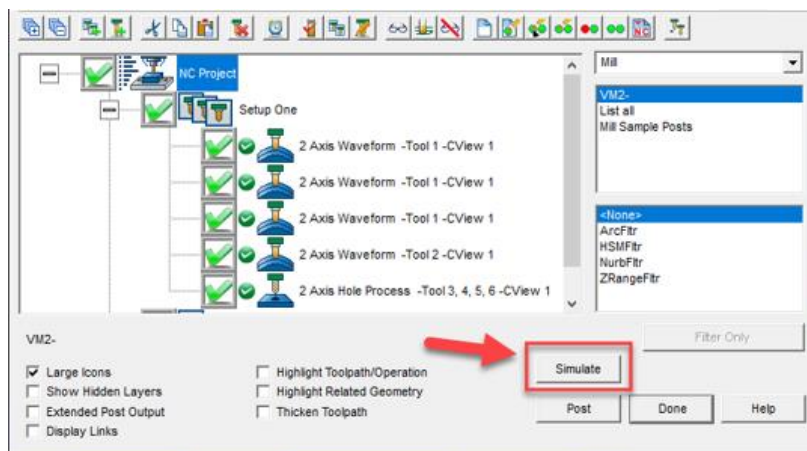 NC
NC Project
Setup One
2 Axis Waveform -Tool 1 -CView 1
2 Axis Waveform -Tool 1 -CView 1
2 Axis Waveform -Tool 1 -CView 1
2 Axis Waveform -Tool 2 -CView 1
2 Axis Hole Process -Tool 3, 4, 5, 6 -CView 1
Mill
VM2-
List all
Mill Sample Posts
<None>
ArcFltr
HSMFltr
NurbFltr
ZRangeFltr
VM2-
Large Icons
Show Hidden Layers
Extended Post Output
Display Links
Highlight Toolpath/Operation
Highlight Related Geometry
Thicken Toolpath
Filter Only
Simulate
Post
Done
Help